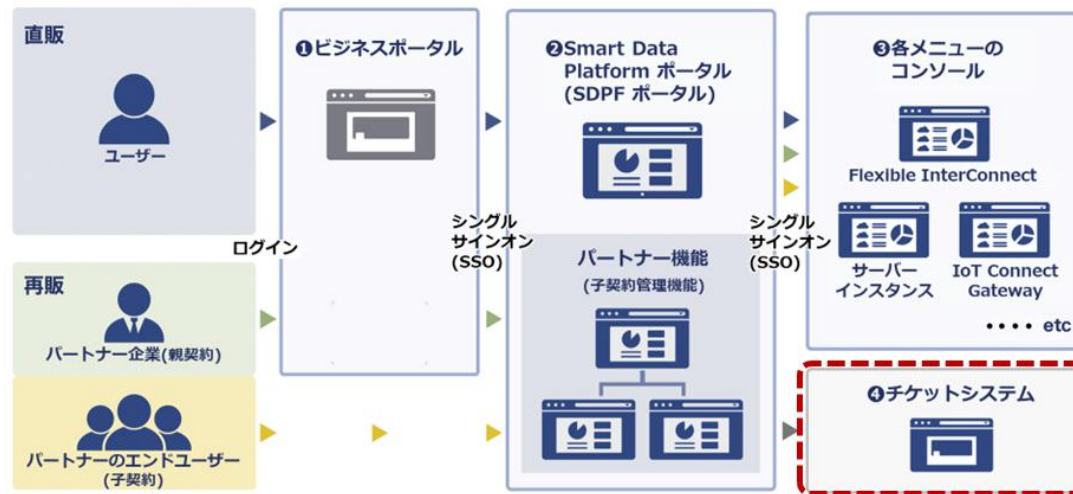 直販
ユーザー
再販
パートナー企業(親契約)
パートナーのエンドユーザー
(子契約)
ログイン
❶ビジネスポータル
シングル
サインオン
(SSO)
❷Smart Data
Platform ポータル
(SDPF ポータル)
パートナー機能
(子契約管理機能)
シングル
サインオン
(SSO)
❸各メニューの
コンソール
Flexible InterConnect
サーバー
インスタンス
IoT Connect
Gateway
・・・・ etc
❹チケットシステム